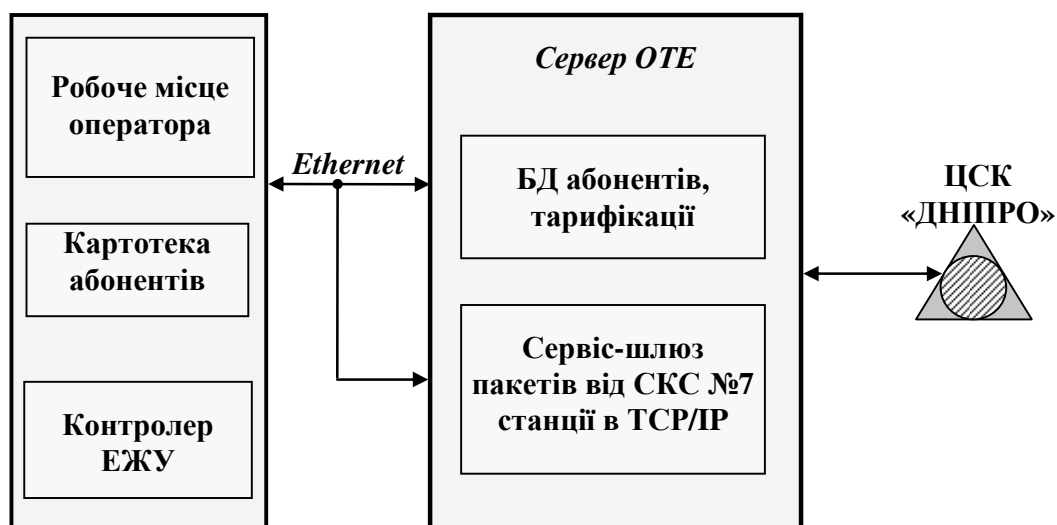 Робоче місце
оператора
Картотека
абонентів
Контролер
ЕЖУ
Ethernet
Сервер ОТЕ
БД абонентів,
тарифікації
Сервіс-шлюз
пакетів від СКС №7
станції в TCP/IP
ЦСК
«ДНІПРО»